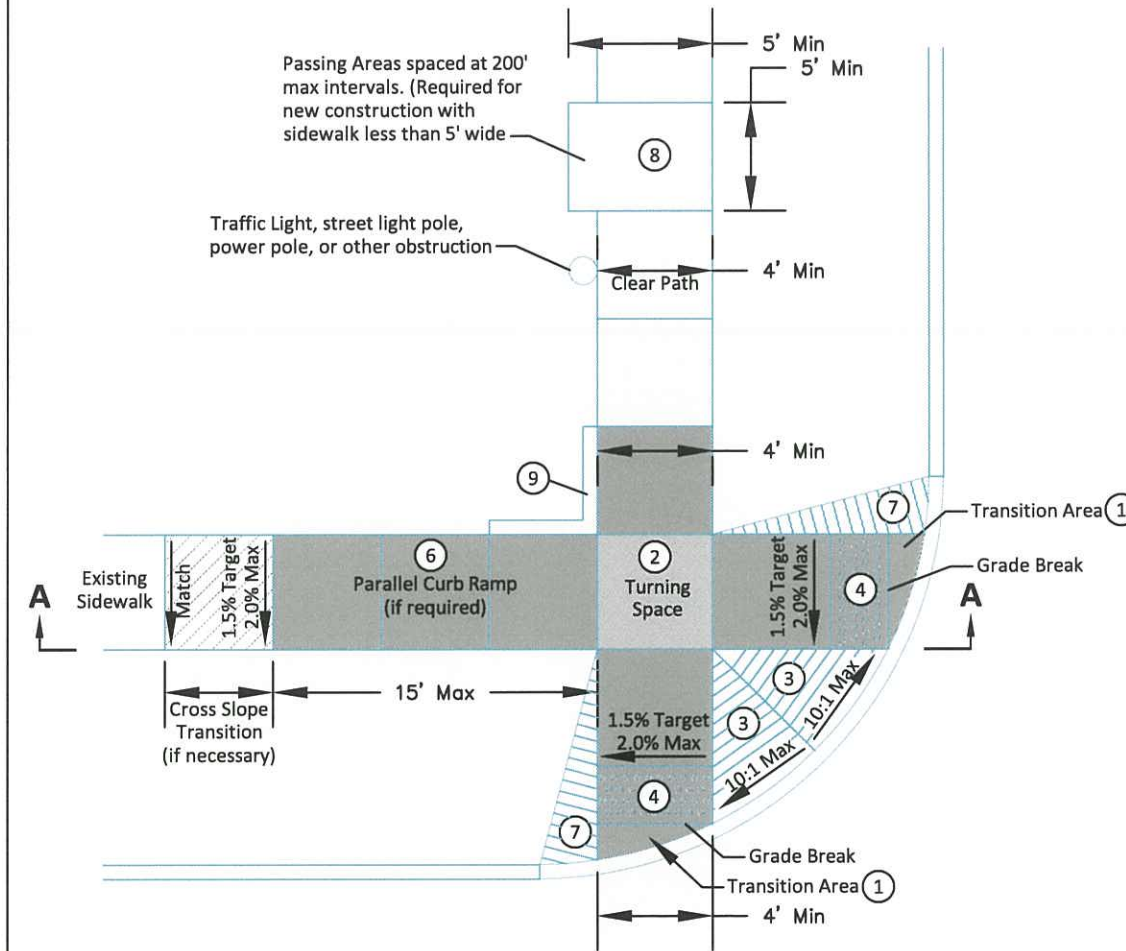 5' Min
5' Min
Passing Areas spaced at 200'
max intervals. (Required for
new construction with
sidewalk less than 5' wide
8
Traffic Light, street light pole,
power pole, or other obstruction
4' Min
Clear Path
4' Min
9
7
Transition Area 1
Grade Break
Existing
Sidewalk
Match
1.5% Target
2.0% Max
6
Parallel Curb Ramp
(if required)
2
Turning
Space
1.5% Target
2.0% Max
4
A
A
15' Max
Cross Slope
Transition
(if necessary)
3
3
10:1 Max
10:1 Max
1.5% Target
2.0% Max
4
7
Grade Break
Transition Area 1
4' Min